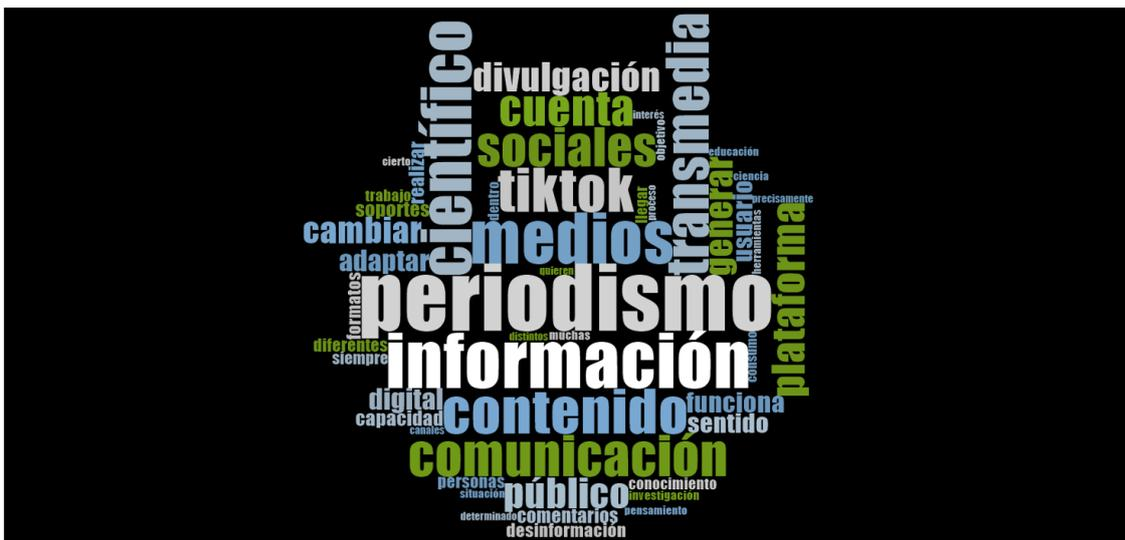 científico
transmedia
divulgación
cuenta
interés
sociales
objetivo
cierto
realizar
educación
tiktok
generar
ciencia
usuario
dentro
llegar
proceso
precisamente
trabajo
soportes
herramientas
plataforma
cambiar
medios
adaptar
quieren
formatos
periodismo
distintos
muchas
diferentes
siempre
información
consumo
digital
capacidad
canales
contenido
funciona
sentido
comunicación
personas
situación
público
conocimiento
investigación
determinado
comentarios
pensamiento
desinformación